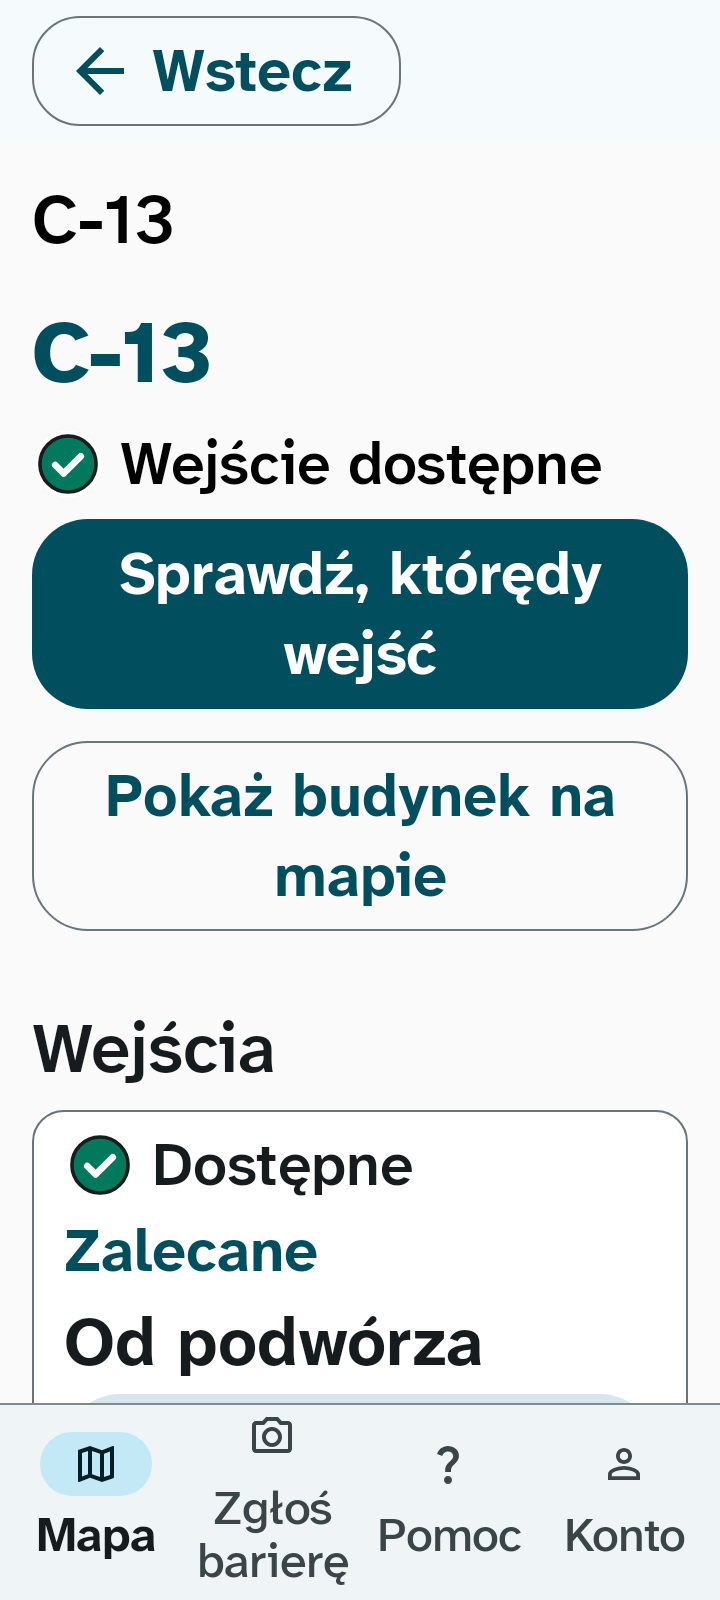 Wstecz
C-13
C-13
Wejście dostępne
Sprawdź, którędy
wejść
Pokaż budynek na
mapie
Wejścia
Dostępne
Zalecane
Od podwórza
Mapa
Zgłoś
barierę
Pomoc
Konto